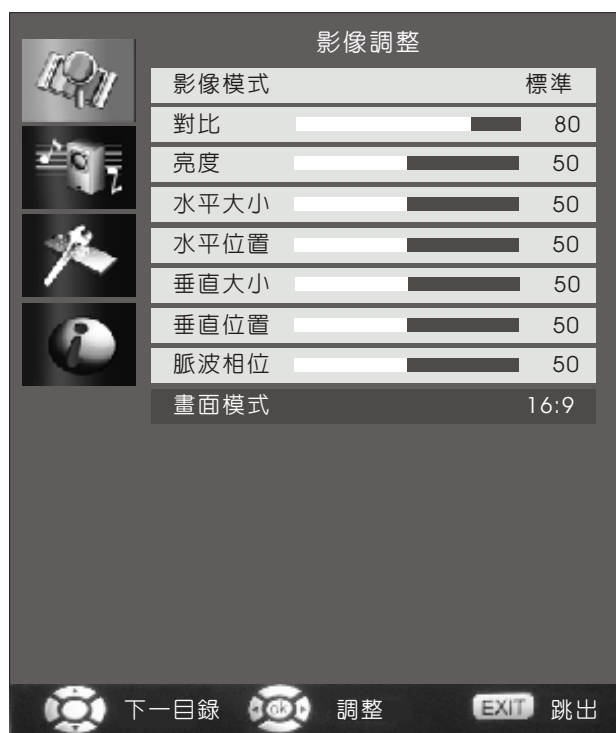 影像調整
影像模式 標準
對比 80
亮度 50
水平大小 50
水平位置 50
垂直大小 50
垂直位置 50
脈波相位 50
畫面模式 16:9
下一目錄 ok 調整 EXIT 跳出